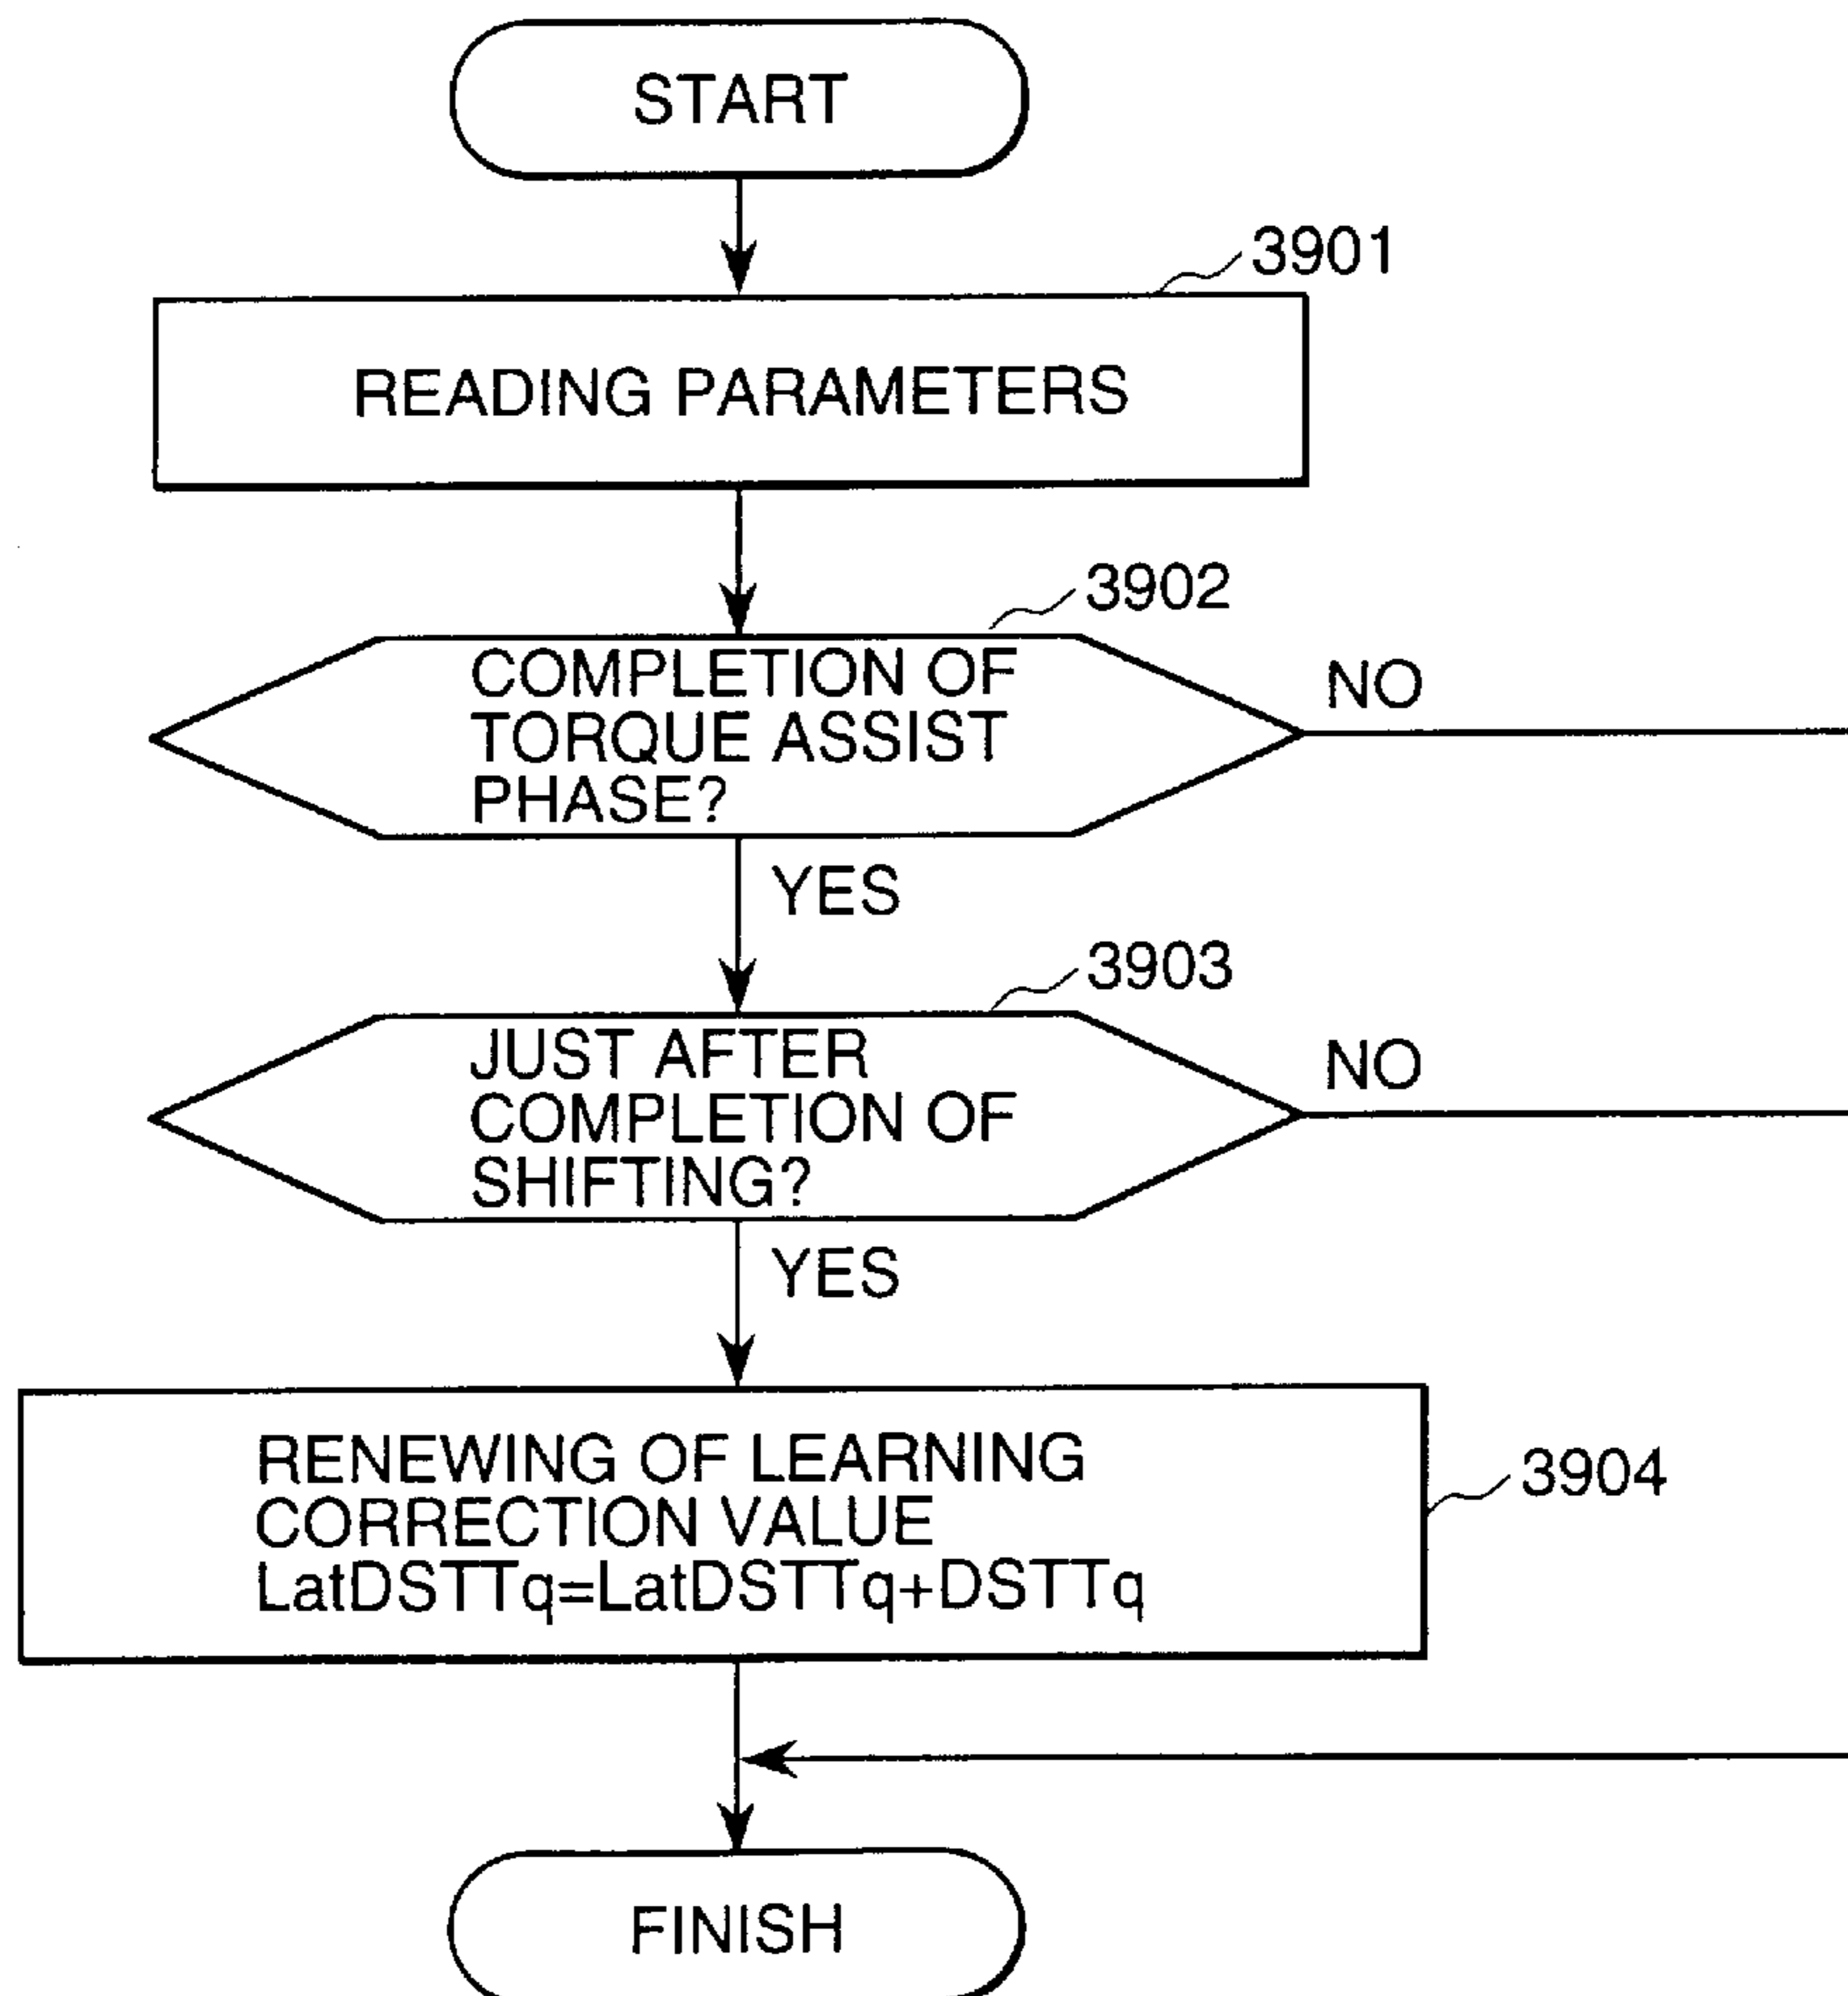 START
3901
READING PARAMETERS
3902
COMPLETION OF
TORQUE ASSIST
PHASE?
NO
YES
3903
JUST AFTER
COMPLETION OF
SHIFTING?
NO
YES
RENEWING OF LEARNING
CORRECTION VALUE
LatDSTTq=LatDSTTq+DSTTq
3904
FINISH